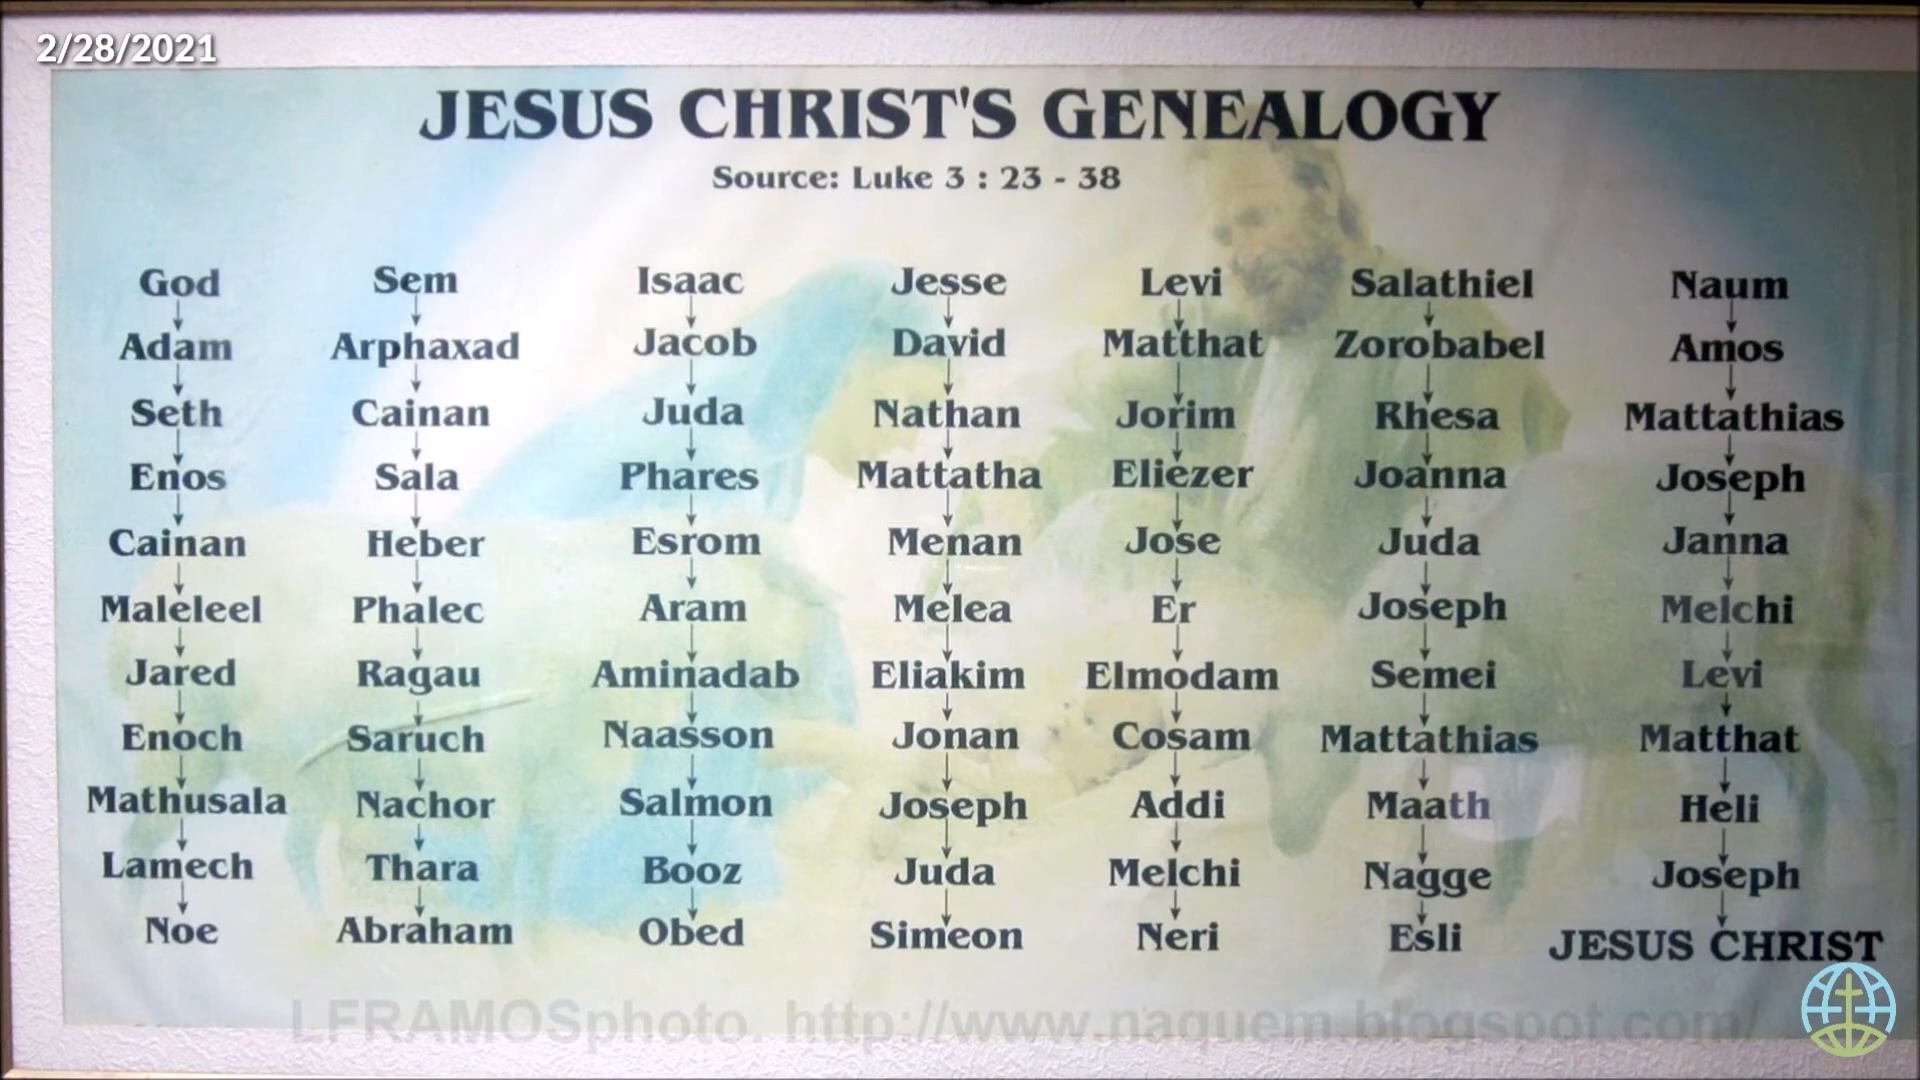 2/28/2021
JESUS CHRIST'S GENEALOGY
Source: Luke 3 : 23 - 38
God
Adam
Seth
Enos
Cainan
Maleleel
Jared
Enoch
Mathusala
Lamech
Noe
Sem
Arphaxad
Cainan
Sala
Heber
Phalec
Ragau
Saruch
Nachor
Thara
Abraham
Isaac
Jacob
Juda
Phares
Esrom
Aram
Aminadab
Naasson
Salmon
Booz
Obed
Jesse
David
Nathan
Mattatha
Menan
Melea
Eliakim
Jonan
Joseph
Juda
Simeon
Levi
Matthat
Jorim
Eliezer
Jose
Er
Elmodam
Cosam
Addi
Melchi
Neri
Salathiel
Zorobabel
Rhesa
Joanna
Juda
Joseph
Semei
Mattathias
Maath
Nagge
Esli
Naum
Amos
Mattathias
Joseph
Janna
Melchi
Levi
Matthat
Heli
Joseph
JESUS CHRIST
LFRAMOSphoto. http://www.naquem.blogspot.com/